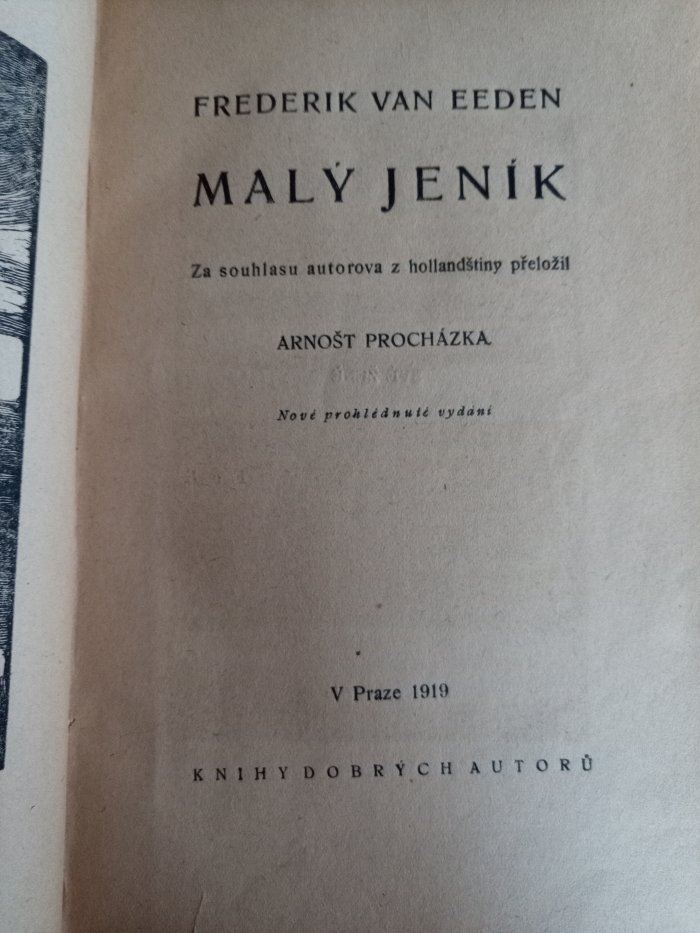 FREDERIK VAN EEDEN
MALÝ JENÍK
Za souhlasu autorova z hollandštiny přeložil
ARNOŠT PROCHÁZKA
Nové prohlédnuté vydání
V Praze 1919
KNIHY DOBRÝCH AUTORŮ